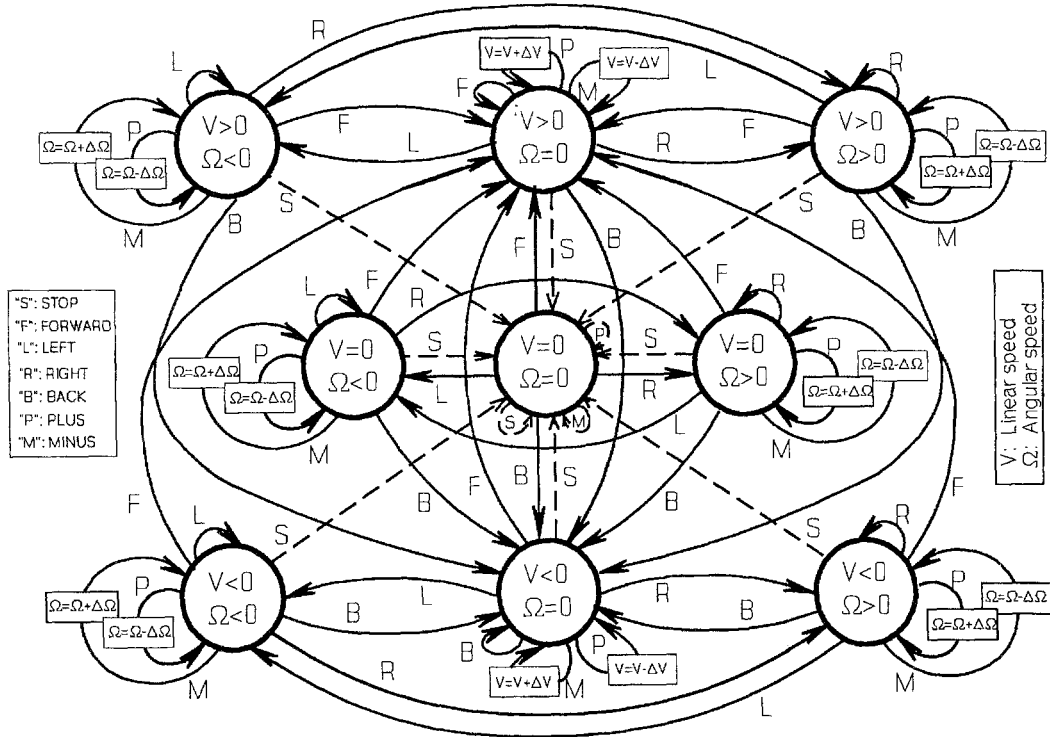 R
L
L
R
V=V+ΔV
P
V=V-ΔV
F
M
V>0
Ω<0
V>0
Ω=0
V>0
Ω>0
F
L
F
R
P
Ω=Ω+ΔΩ
Ω=Ω-ΔΩ
M
P
Ω=Ω-ΔΩ
Ω=Ω+ΔΩ
M
B
S
F
S
B
S
B
L
F
R
F
R
"S": STOP
"F": FORWARD
"L": LEFT
"R": RIGHT
"B": BACK
"P": PLUS
"M": MINUS
V=0
Ω<0
V=0
Ω=0
V=0
Ω>0
P
S
S
L
R
S
M
P
Ω=Ω+ΔΩ
Ω=Ω-ΔΩ
M
P
Ω=Ω-ΔΩ
Ω=Ω+ΔΩ
M
L
V: Linear speed
Ω: Angular speed
B
F
B
S
B
F
F
L
S
S
R
V<0
Ω<0
V<0
Ω=0
V<0
Ω>0
P
Ω=Ω+ΔΩ
Ω=Ω-ΔΩ
M
P
Ω=Ω-ΔΩ
Ω=Ω+ΔΩ
M
L
B
R
B
B
P
V=V+ΔV
V=V-ΔV
M
R
L